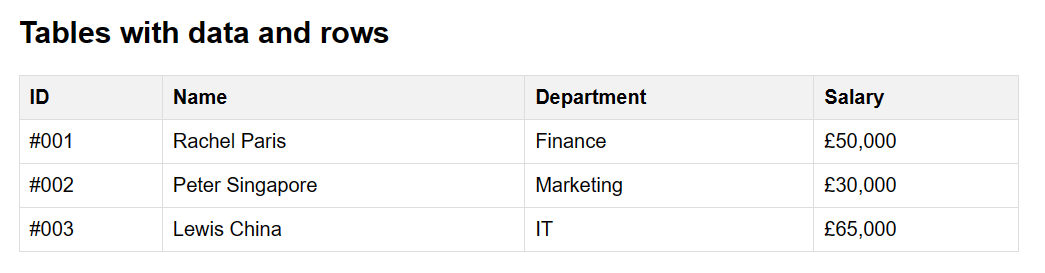 Tables with data and rows
ID Name Department Salary
#001 Rachel Paris Finance £50,000
#002 Peter Singapore Marketing £30,000
#003 Lewis China IT £65,000